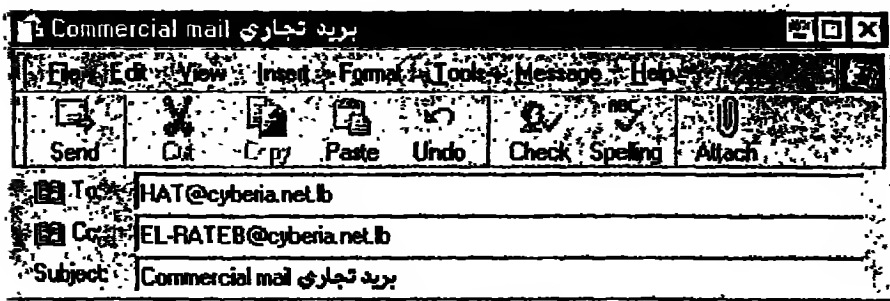 Commercial mail بريد تجاري
File Edit View Insert Format Tools Message Help
Send Cut Copy Paste Undo Check Spelling Attach
To: HAT@cyberia.net.lb
Cc: EL-RATEB@cyberia.net.lb
Subject: Commercial mail بريد تجاري